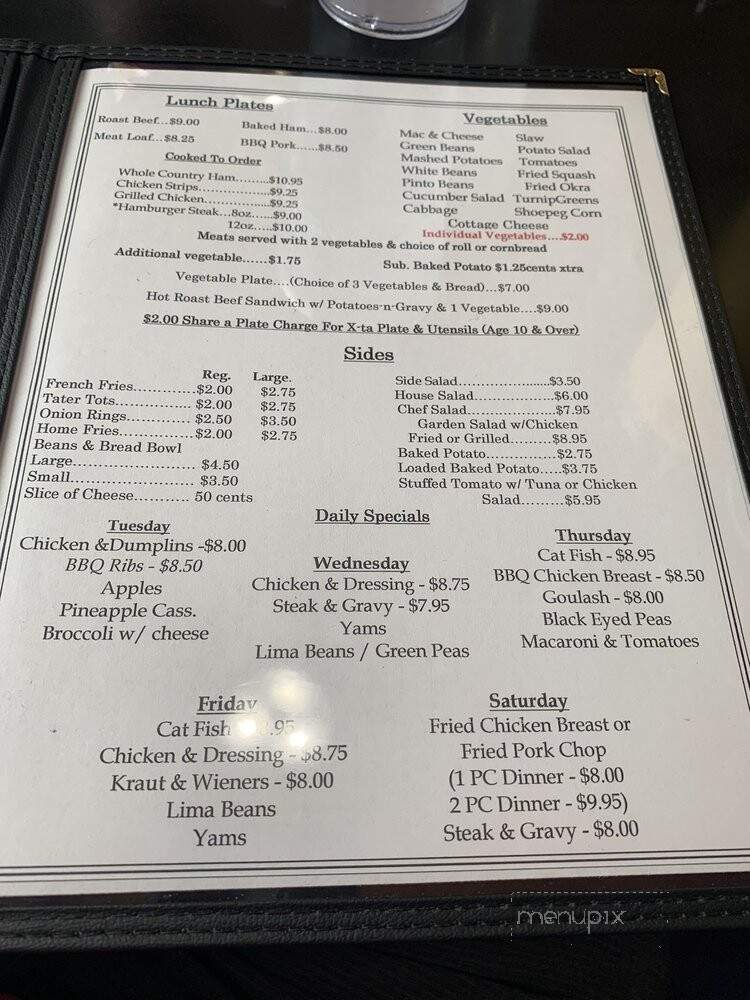 Lunch Plates
Roast Beef...$9.00
Baked Ham...$8.00
Meat Loaf...$8.25
BBQ Pork......$8.50
Cooked To Order
Whole Country Ham.........$10.95
Chicken Strips..................$9.25
Grilled Chicken.................$9.25
*Hamburger Steak...8oz......$9.00
12oz.....$10.00
Vegetables
Mac & Cheese Slaw
Green Beans Potato Salad
Mashed Potatoes Tomatoes
White Beans Fried Squash
Pinto Beans Fried Okra
Cucumber Salad TurnipGreens
Cabbage Shoepeg Corn
Cottage Cheese
Individual Vegetables....$2.00
Meats served with 2 vegetables & choice of roll or cornbread
Additional vegetable......$1.75
Sub. Baked Potato $1.25cents xtra
Vegetable Plate....(Choice of 3 Vegetables & Bread)...$7.00
Hot Roast Beef Sandwich w/ Potatoes-n-Gravy & 1 Vegetable....$9.00
$2.00 Share a Plate Charge For X-ta Plate & Utensils (Age 10 & Over)
Sides
Reg. Large.
French Fries.............$2.00 $2.75
Tater Tots................ $2.00 $2.75
Onion Rings............. $2.50 $3.50
Home Fries...............$2.00 $2.75
Beans & Bread Bowl
Large......................... $4.50
Small.......................... $3.50
Slice of Cheese........... 50 cents
Side Salad......................$3.50
House Salad..................$6.00
Chef Salad....................$7.95
Garden Salad w/Chicken
Fried or Grilled.........$8.95
Baked Potato................$2.75
Loaded Baked Potato.....$3.75
Stuffed Tomato w/ Tuna or Chicken
Salad.........$5.95
Daily Specials
Tuesday
Chicken &Dumplins -$8.00
BBQ Ribs - $8.50
Apples
Pineapple Cass.
Broccoli w/ cheese
Wednesday
Chicken & Dressing - $8.75
Steak & Gravy - $7.95
Yams
Lima Beans / Green Peas
Thursday
Cat Fish - $8.95
BBQ Chicken Breast - $8.50
Goulash - $8.00
Black Eyed Peas
Macaroni & Tomatoes
Friday
Cat Fish .95
Chicken & Dressing - $8.75
Kraut & Wieners - $8.00
Lima Beans
Yams
Saturday
Fried Chicken Breast or
Fried Pork Chop
(1 PC Dinner - $8.00
2 PC Dinner - $9.95)
Steak & Gravy - $8.00
menupix